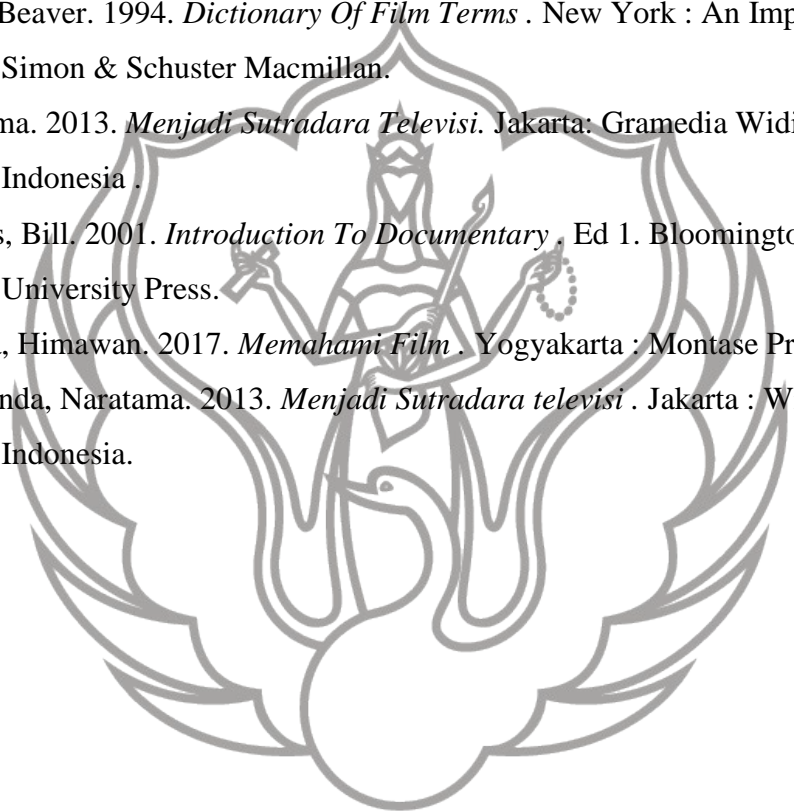 Beaver. 1994. Dictionary Of Film Terms . New York : An Imp
Simon & Schuster Macmillan.
ma. 2013. Menjadi Sutradara Televisi. Jakarta: Gramedia Widi
Indonesia .
s, Bill. 2001. Introduction To Documentary . Ed 1. Bloomingto
University Press.
, Himawan. 2017. Memahami Film . Yogyakarta : Montase Pr
nda, Naratama. 2013. Menjadi Sutradara televisi . Jakarta : W
Indonesia.